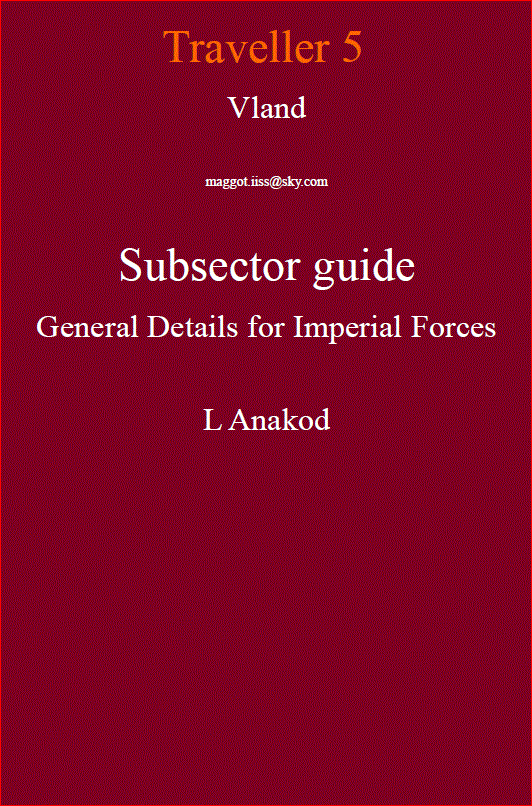 Traveller 5
Vland
maggot.iiss@sky.com
Subsector guide
General Details for Imperial Forces
L Anakod